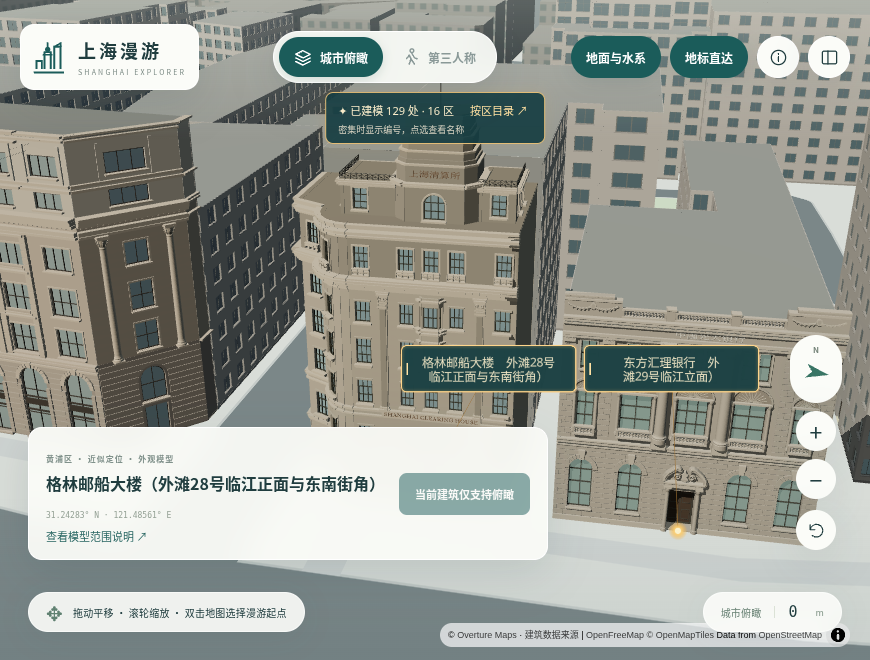 上海漫游
SHANGHAI EXPLORER
城市俯瞰
第三人称
地面与水系
地标直达
✦ 已建模 129 处 · 16 区 按区目录 ↗
密集时显示编号，点选查看名称
上海清算所
格林邮船大楼 外滩28号
临江正面与东南街角）
东方汇理银行 外
滩29号临江立面）
N
SHANGHAI CLEARING HOUSE
黄浦区 · 近似定位 · 外观模型
格林邮船大楼（外滩28号临江正面与东南街角）
当前建筑仅支持俯瞰
31.24283° N · 121.48561° E
查看模型范围说明 ↗
拖动平移 · 滚轮缩放 · 双击地图选择漫游起点
城市俯瞰 0 m
© Overture Maps · 建筑数据来源 | OpenFreeMap © OpenMapTiles Data from OpenStreetMap